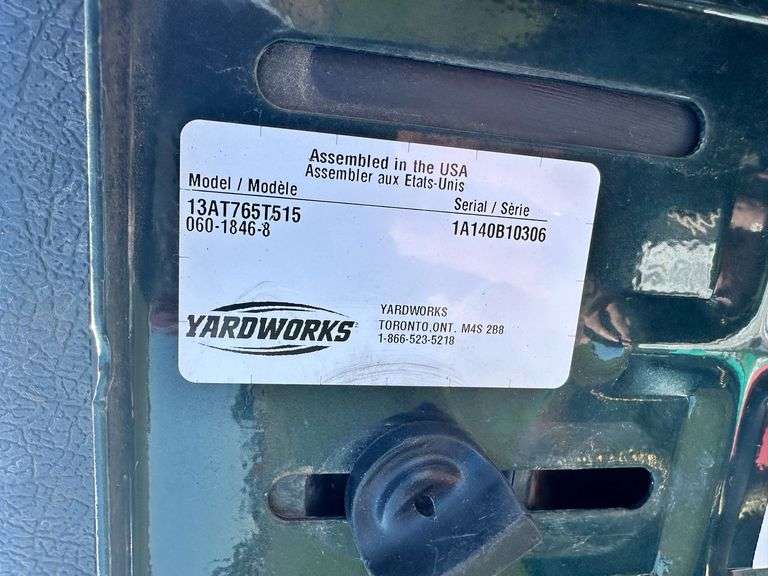 Assembled in the USA
Assembler aux Etats-Unis
Model / Modèle Serial / Série
13AT765T515 1A140B10306
060-1846-8
YARDWORKS
YARDWORKS
TORONTO,ONT. M4S 2B8
1-866-523-5218